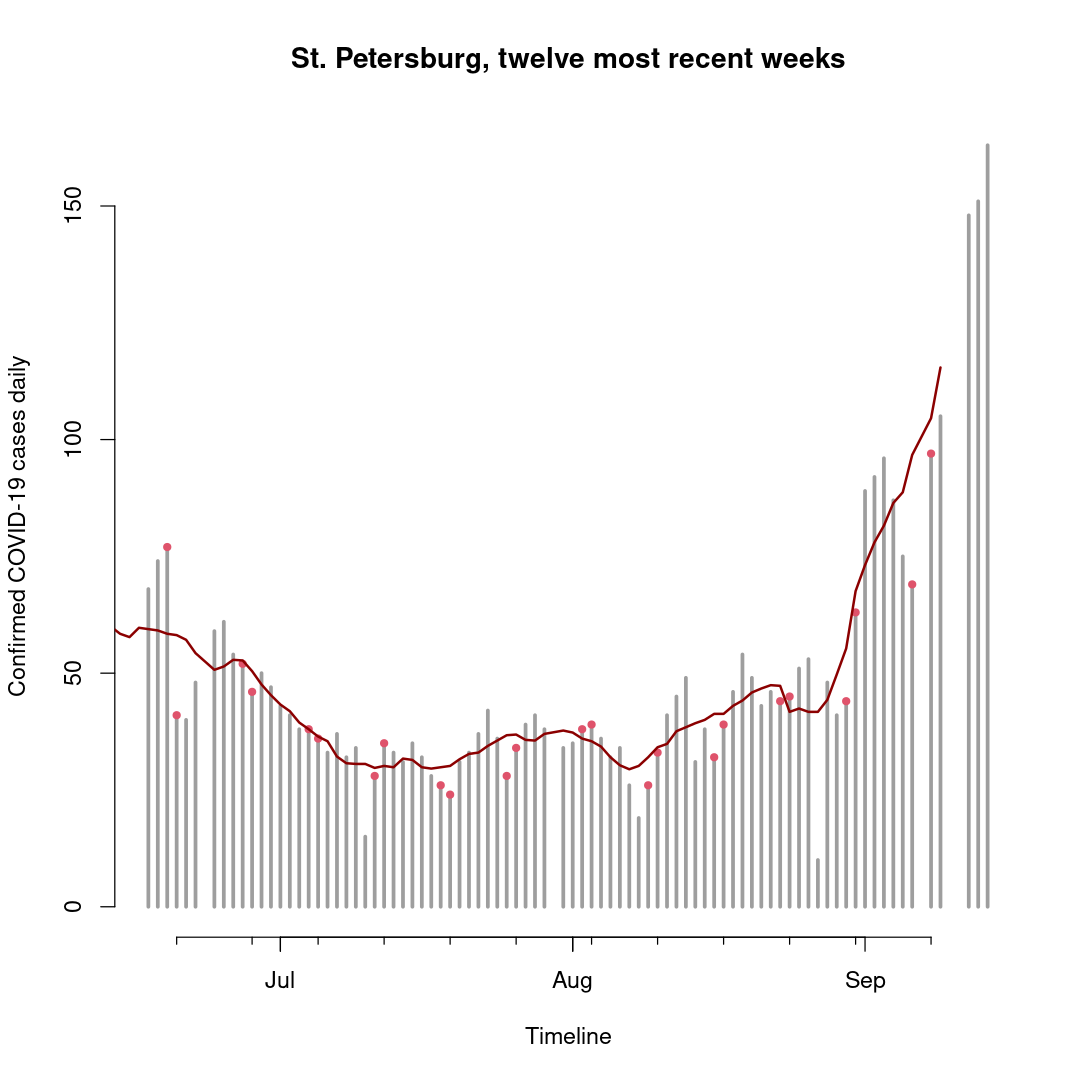 St. Petersburg, twelve most recent weeks
Confirmed COVID-19 cases daily
150
100
50
0
Jul Aug Sep
Timeline